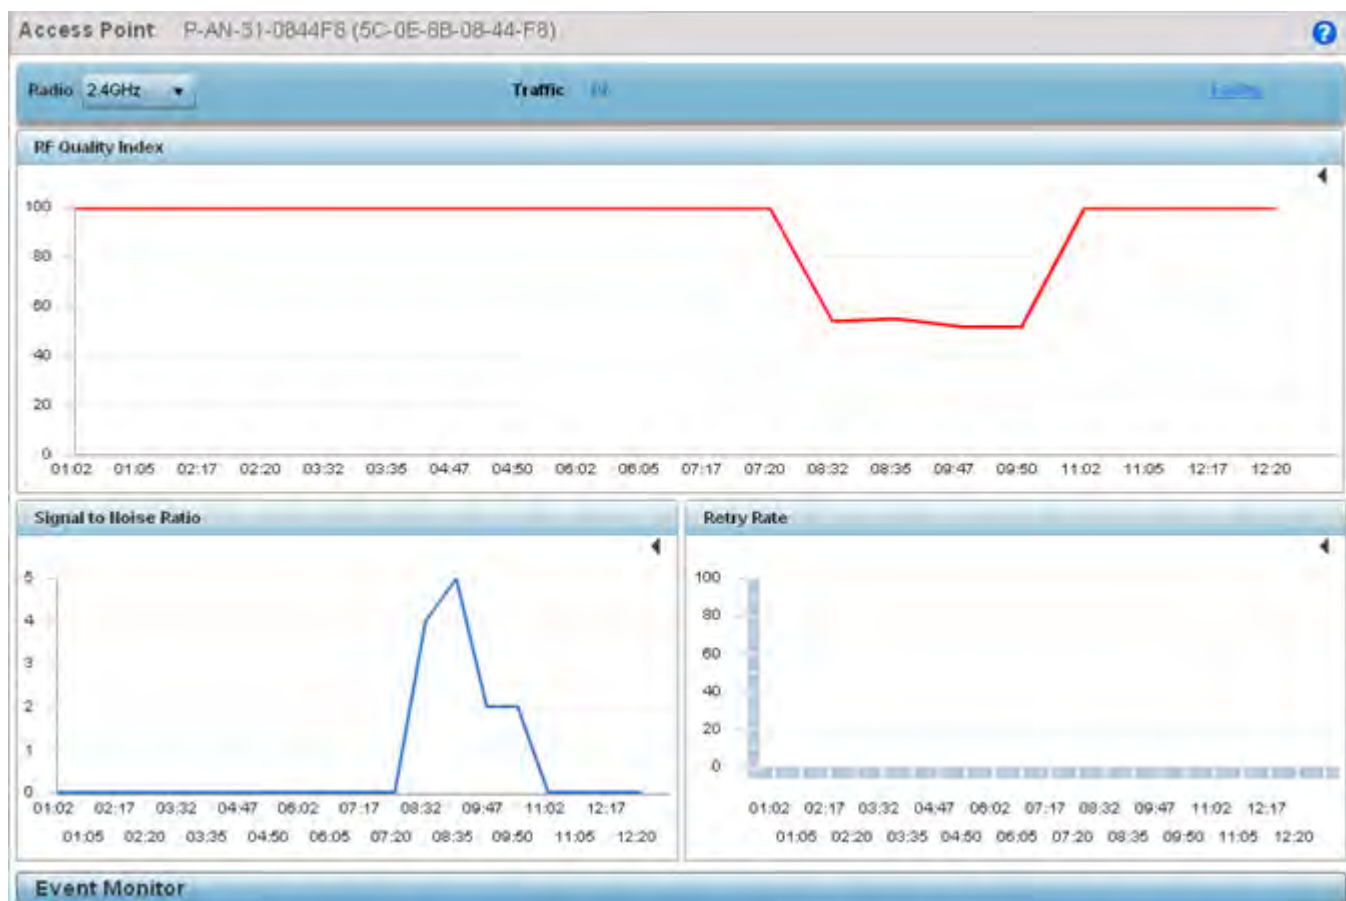 Access Point P-AN-31-0844F8 (5C-0E-8B-08-44-F8)
?
Radio 2.4GHz Traffic
RF Quality Index
100
80
60
40
20
0
01:02 01:05 02:17 02:20 03:32 03:35 04:47 04:50 06:02 06:05 07:17 07:20 08:32 08:35 09:47 09:50 11:02 11:05 12:17 12:20
Signal to Noise Ratio
5
4
3
2
1
0
01:02 02:17 03:32 04:47 06:02 07:17 08:32 09:47 11:02 12:17
01:05 02:20 03:35 04:50 06:05 07:20 08:35 09:50 11:05 12:20
Retry Rate
100
80
60
40
20
0
01:02 02:17 03:32 04:47 06:02 07:17 08:32 09:47 11:02 12:17
01:05 02:20 03:35 04:50 06:05 07:20 08:35 09:50 11:05 12:20
Event Monitor